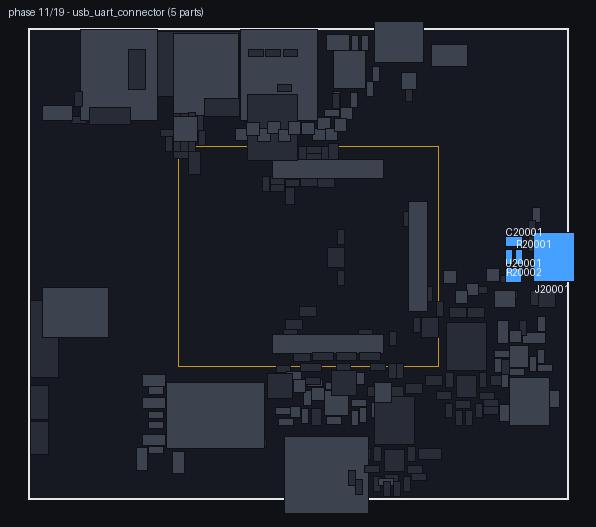 phase 11/19 - usb_uart_connector (5 parts)
C20001
R20001
U20001
R20002
J20001